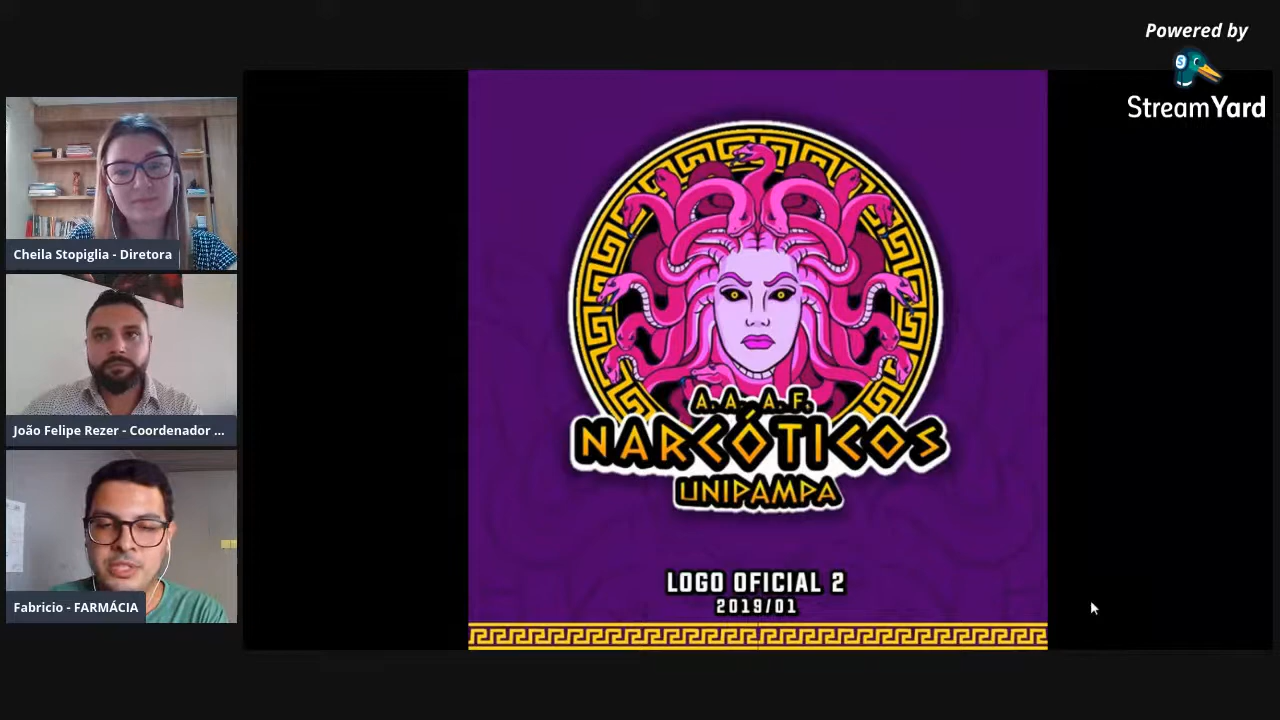 Powered by
StreamYard
Cheila Stopiglia - Diretora
João Felipe Rezer - Coordenador ...
Fabricio - FARMÁCIA
A. A. A. F.
NARCÓTICOS
UNIPAMPA
LOGO OFICIAL 2
2019/01